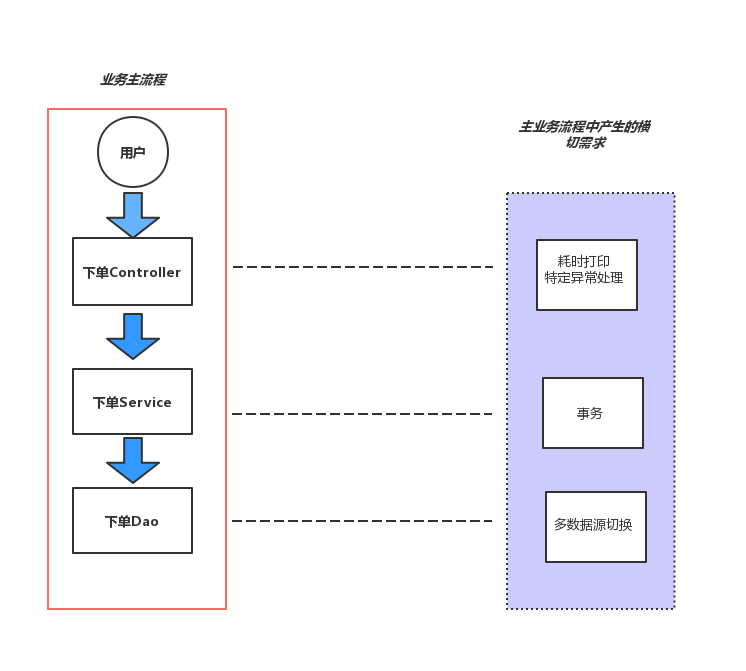 业务主流程
主业务流程中产生的横
切需求
用户
下单Controller
耗时打印
特定异常处理
下单Service
事务
下单Dao
多数据源切换